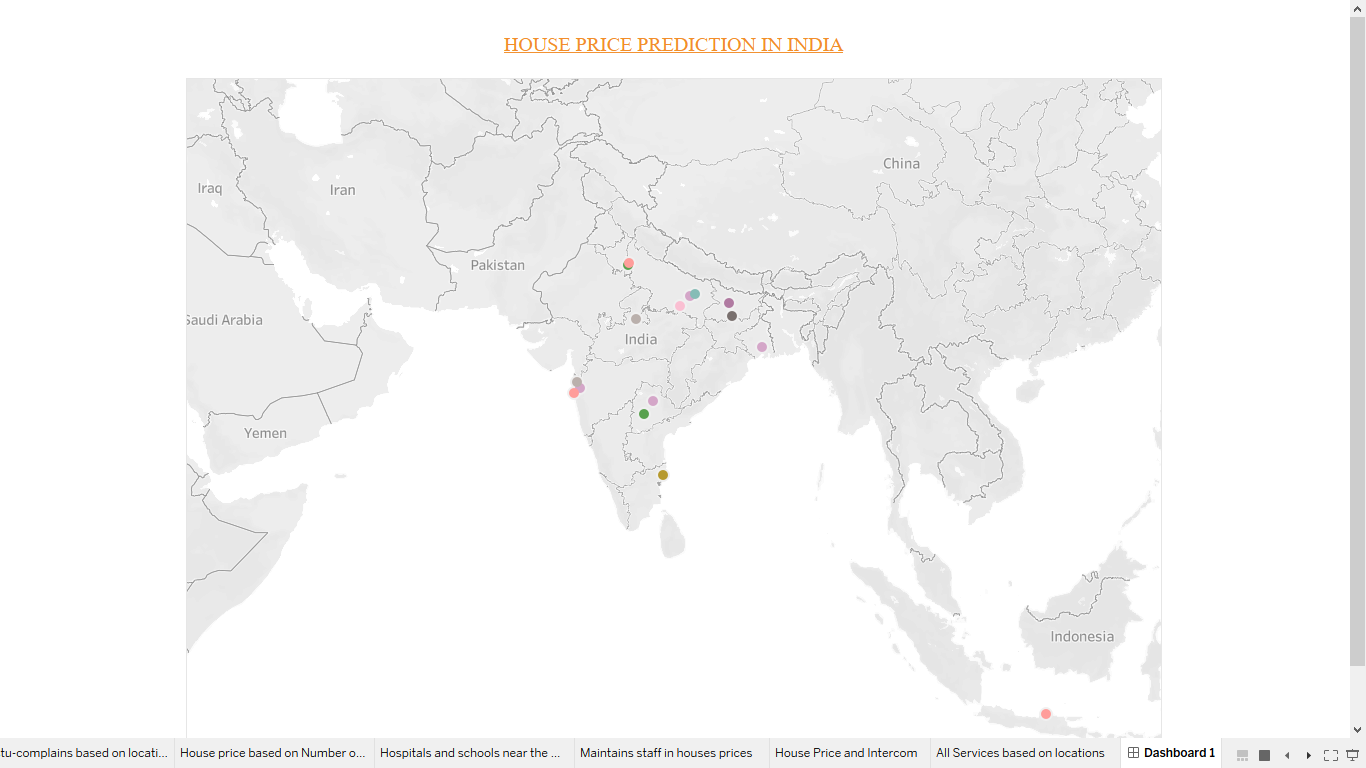 HOUSE PRICE PREDICTION IN INDIA
China
Iraq
Iran
Pakistan
Saudi Arabia
India
Yemen
Indonesia
tu-complains based on locati...
House price based on Number o...
Hospitals and schools near the ...
Maintains staff in houses prices
House Price and Intercom
All Services based on locations
Dashboard 1